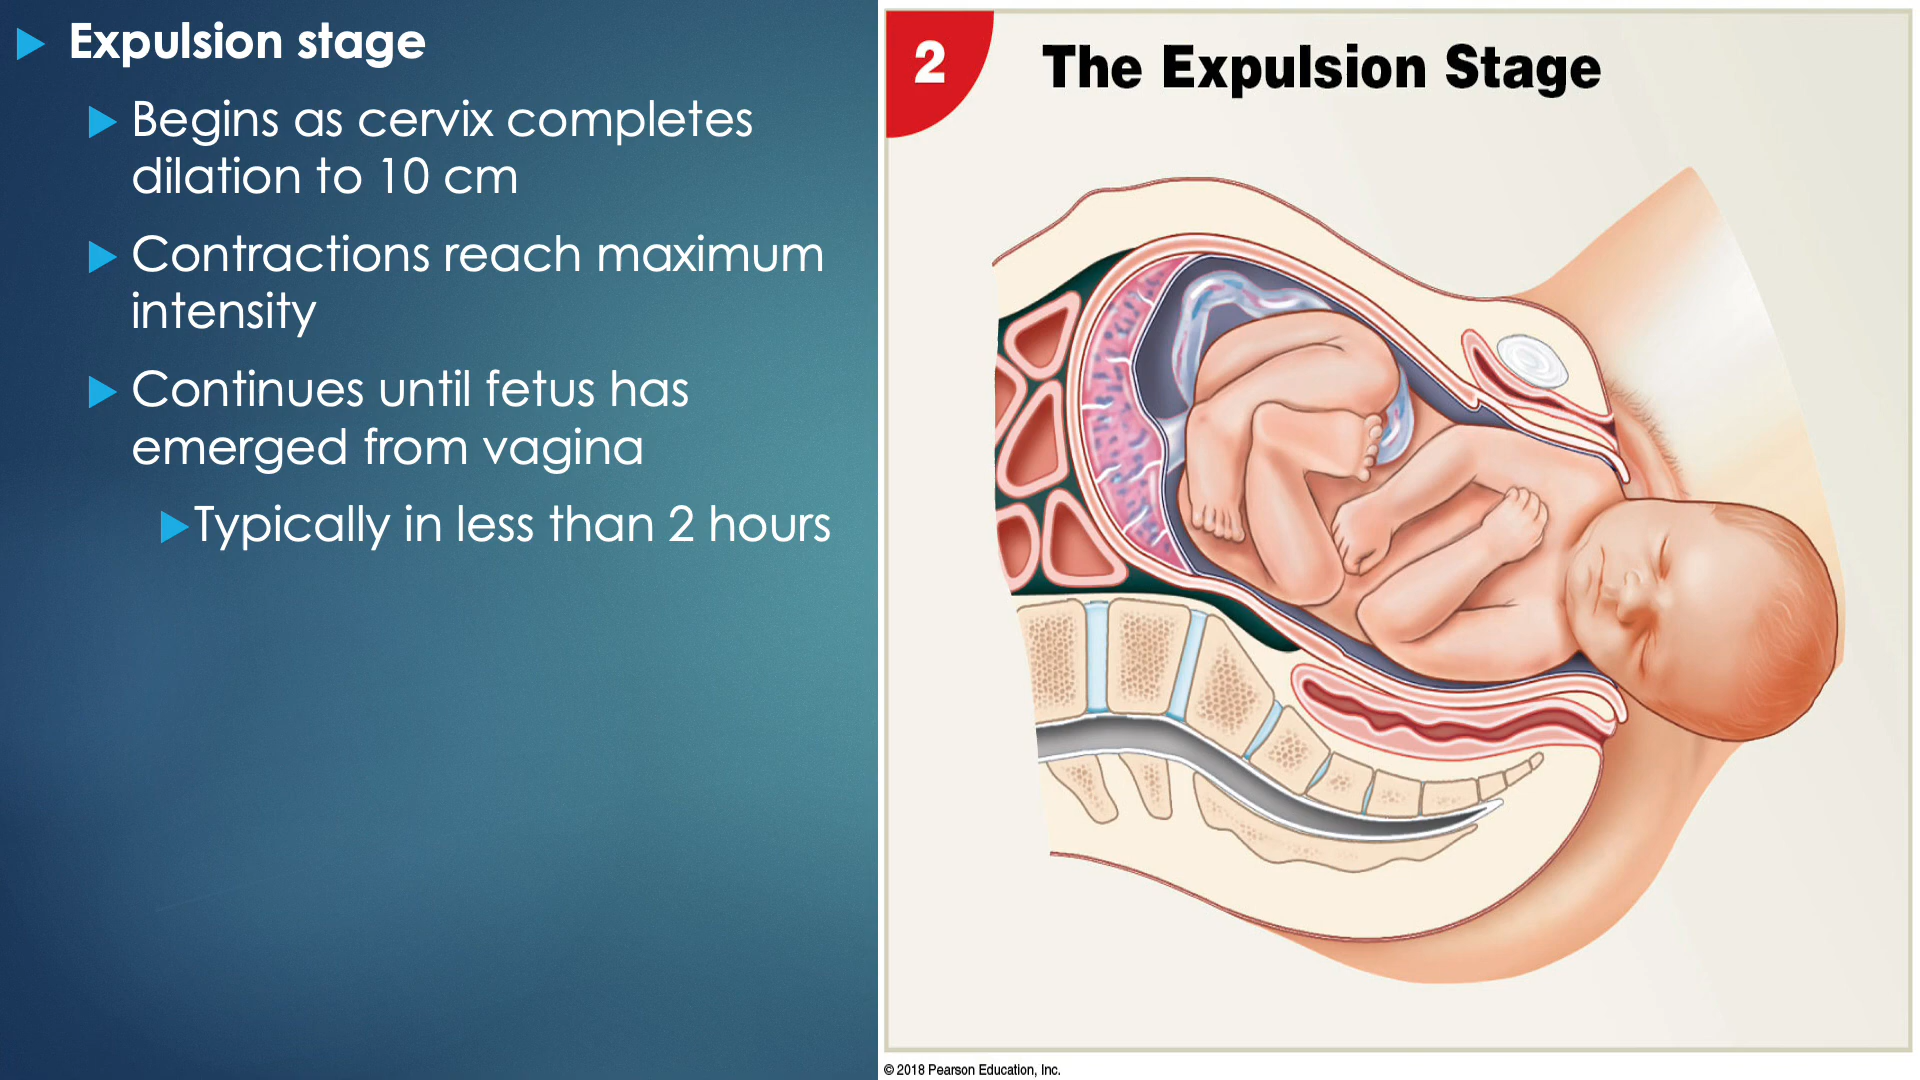 Expulsion stage
Begins as cervix completes
dilation to 10 cm
Contractions reach maximum
intensity
Continues until fetus has
emerged from vagina
Typically in less than 2 hours
2
The Expulsion Stage
© 2018 Pearson Education, Inc.